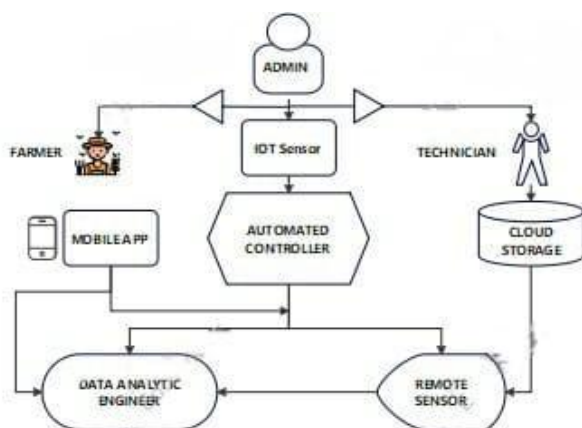 ADMIN
FARMER
IOT Sensor
TECHNICIAN
MOBILE APP
AUTOMATED
CONTROLLER
CLOUD
STORAGE
DATA ANALYTIC
ENGINEER
REMOTE
SENSOR